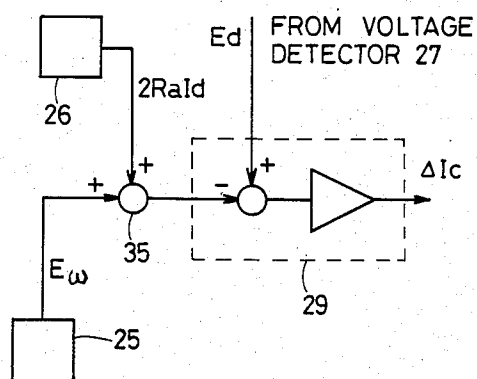 Ed
FROM VOLTAGE
DETECTOR 27
26
2RaId
+
+
+
-
ΔIc
35
Eω
29
25